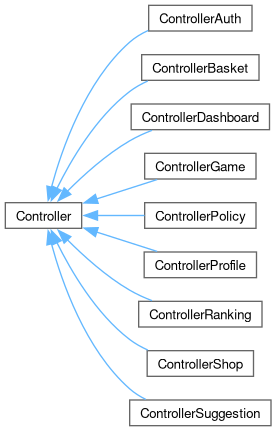 ControllerAuth
ControllerBasket
ControllerDashboard
ControllerGame
Controller
ControllerPolicy
ControllerProfile
ControllerRanking
ControllerShop
ControllerSuggestion